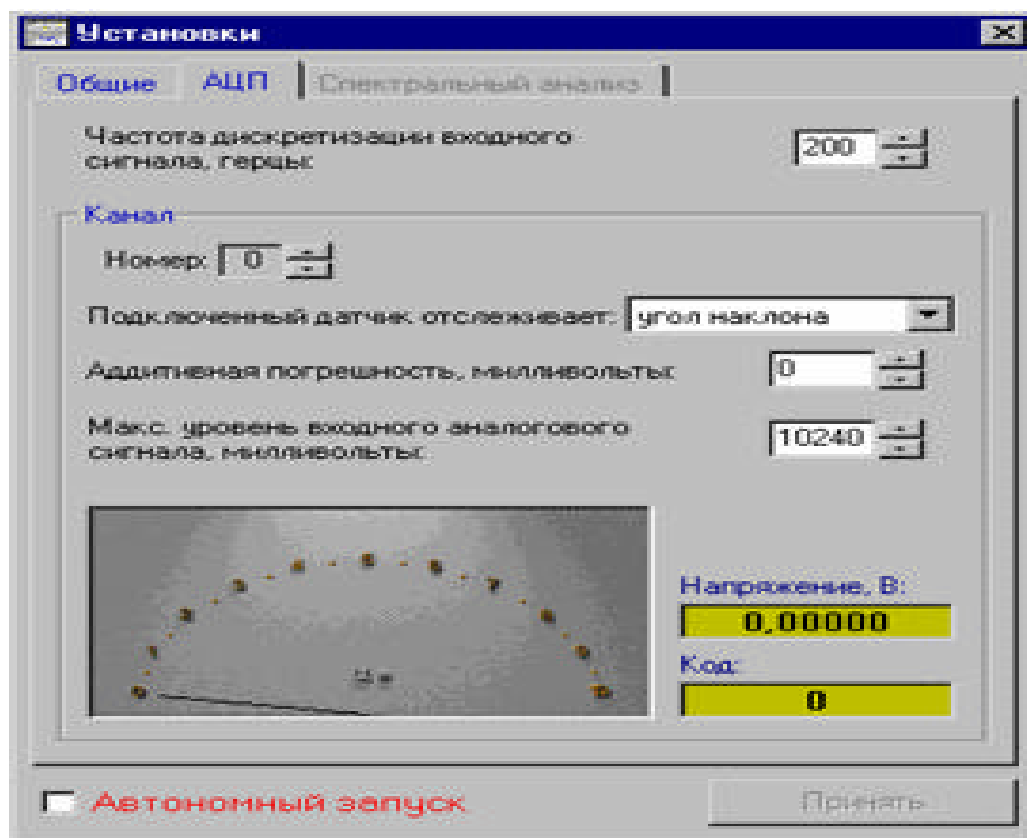 Установки
Общие АЦП Спектральный анализ
Частота дискретизации входного
сигнала, герцы: 200
Канал
Номер: 0
Подключенный датчик отслеживает: угол наклона
Аддитивная погрешность, милливольты: 0
Макс. уровень входного аналогового
сигнала, милливольты: 10240
Напряжение, В:
0,00000
Код:
0
Автономный запуск Принять